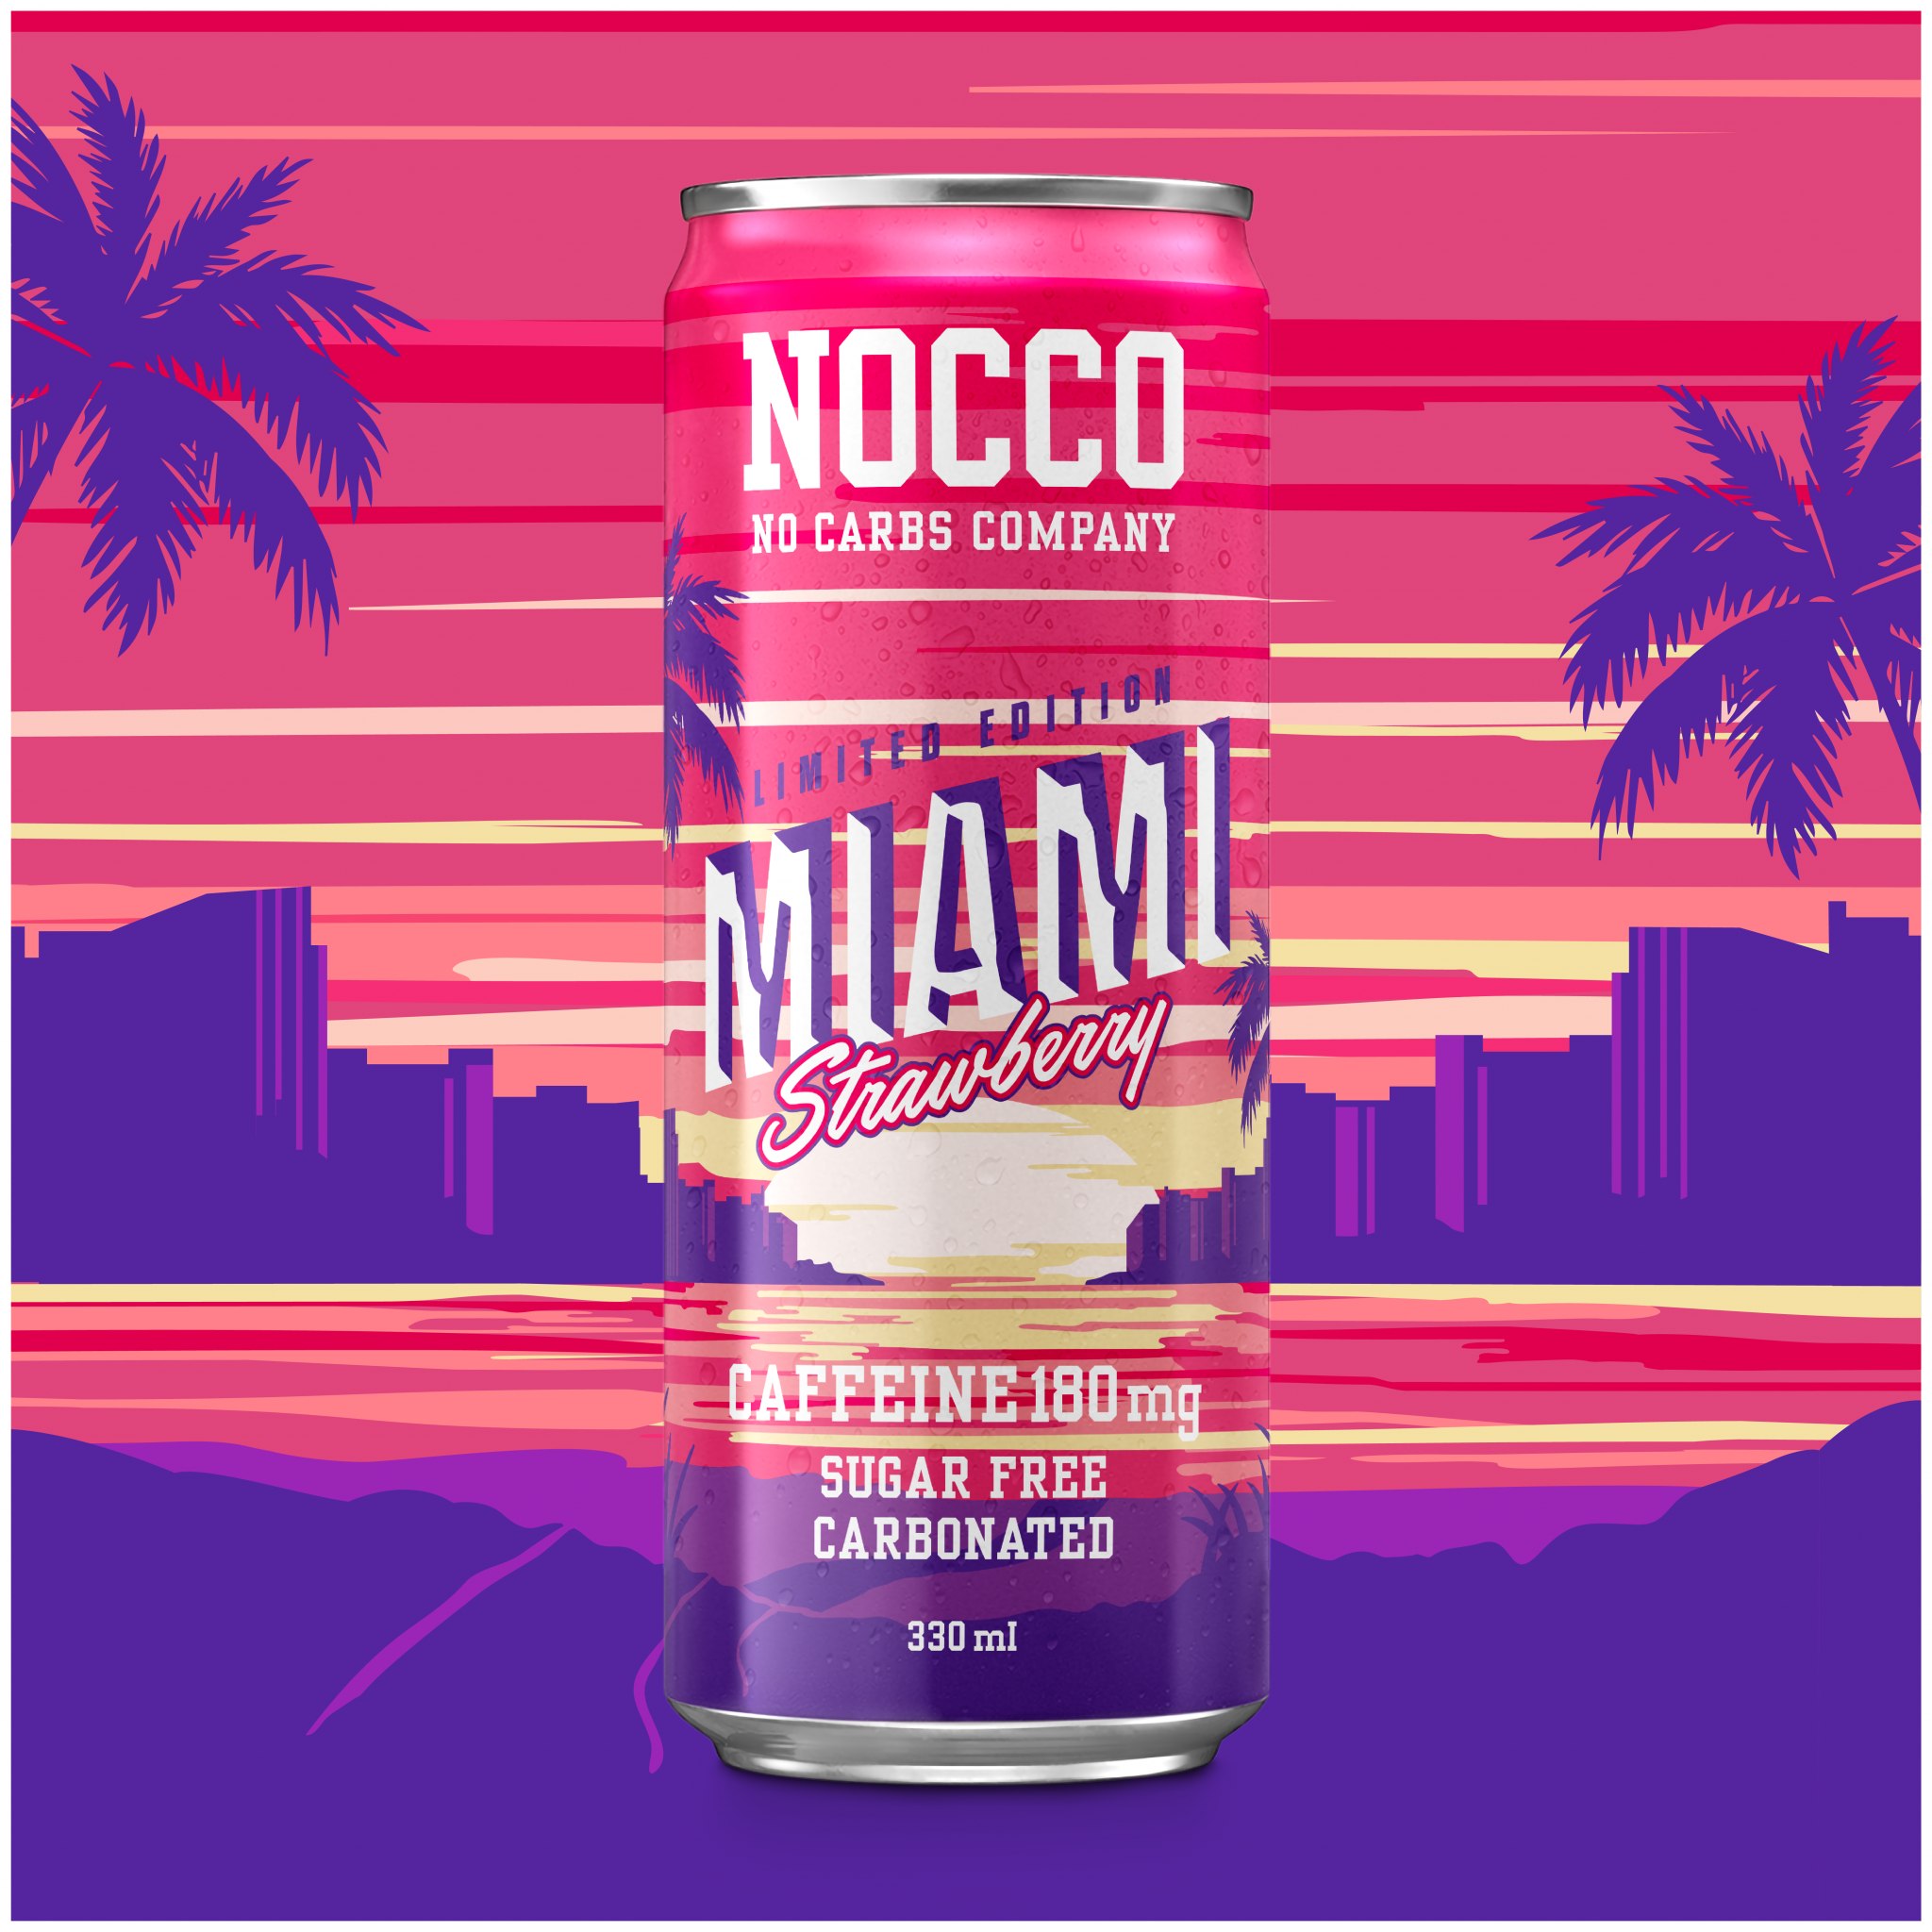 NOCCO
NO CARBS COMPANY
LIMITED EDITION
MIAMI
Strawberry
CAFFEINE 180 mg
SUGAR FREE
CARBONATED
330 ml